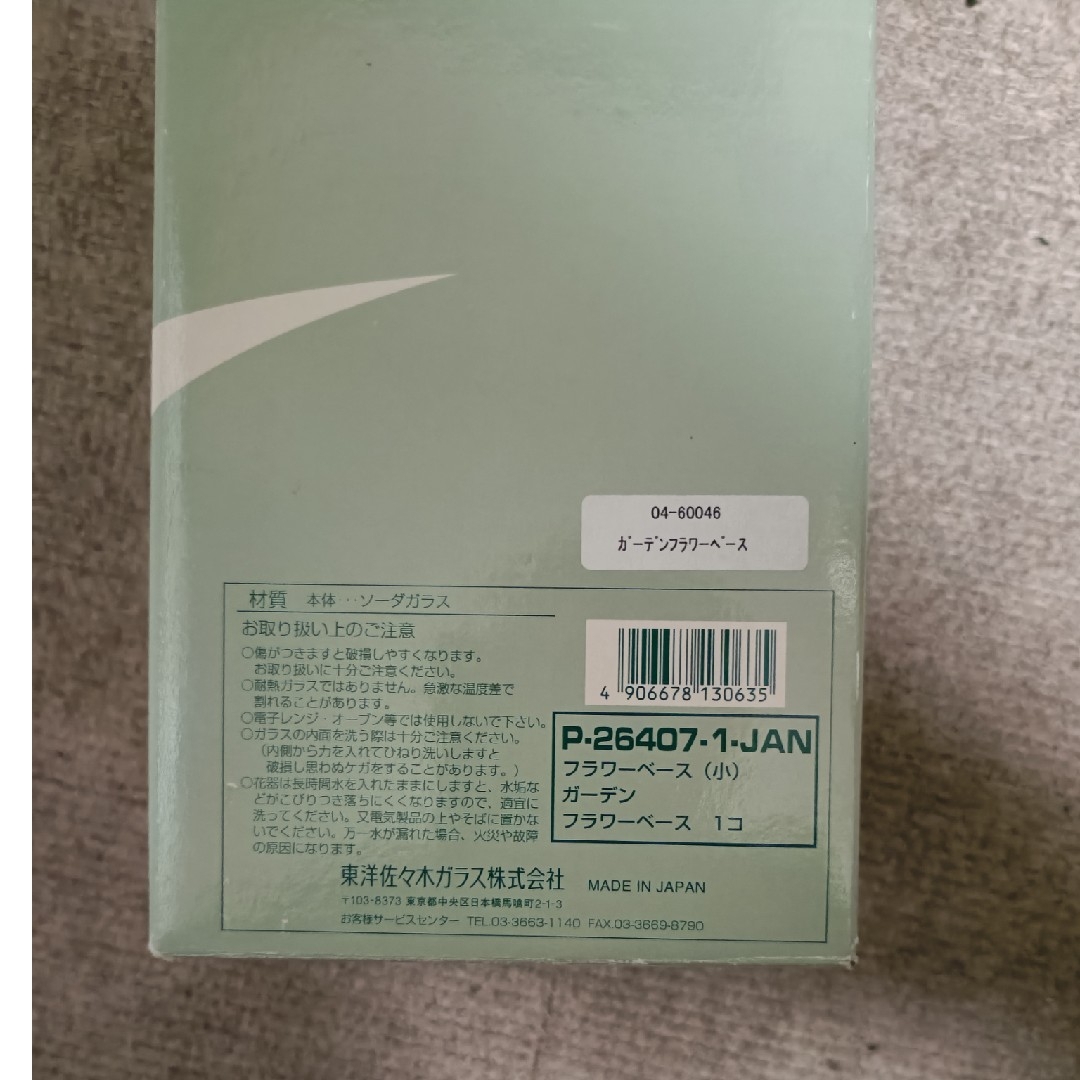 04-60046
ｶﾞｰﾃﾞﾝﾌﾗﾜｰﾍﾞｰｽ
材質 本体…ソーダガラス
お取り扱い上のご注意
○傷がつきますと破損しやすくなります。
お取り扱いに十分ご注意ください。
○耐熱ガラスではありません。急激な温度差で
割れることがあります。
○電子レンジ・オーブン等では使用しないで下さい。
○ガラスの内面を洗う際は十分ご注意ください。
（内側から力を入れてひねり洗いしますと
破損し思わぬケガをすることがあります。）
○花器は長時間水を入れたままにしますと、水垢な
どがこびりつき落ちにくくなりますので、適宜に
洗ってください。又電気製品の上やそばに置かな
いでください。万一水が漏れた場合、火災や故障
の原因になります。
4 906678 130635
P-26407-1-JAN
フラワーベース（小）
ガーデン
フラワーベース 1コ
東洋佐々木ガラス株式会社 MADE IN JAPAN
〒103-8373 東京都中央区日本橋馬喰町2-1-3
お客様サービスセンター TEL.03-3663-1140 FAX.03-3669-8790